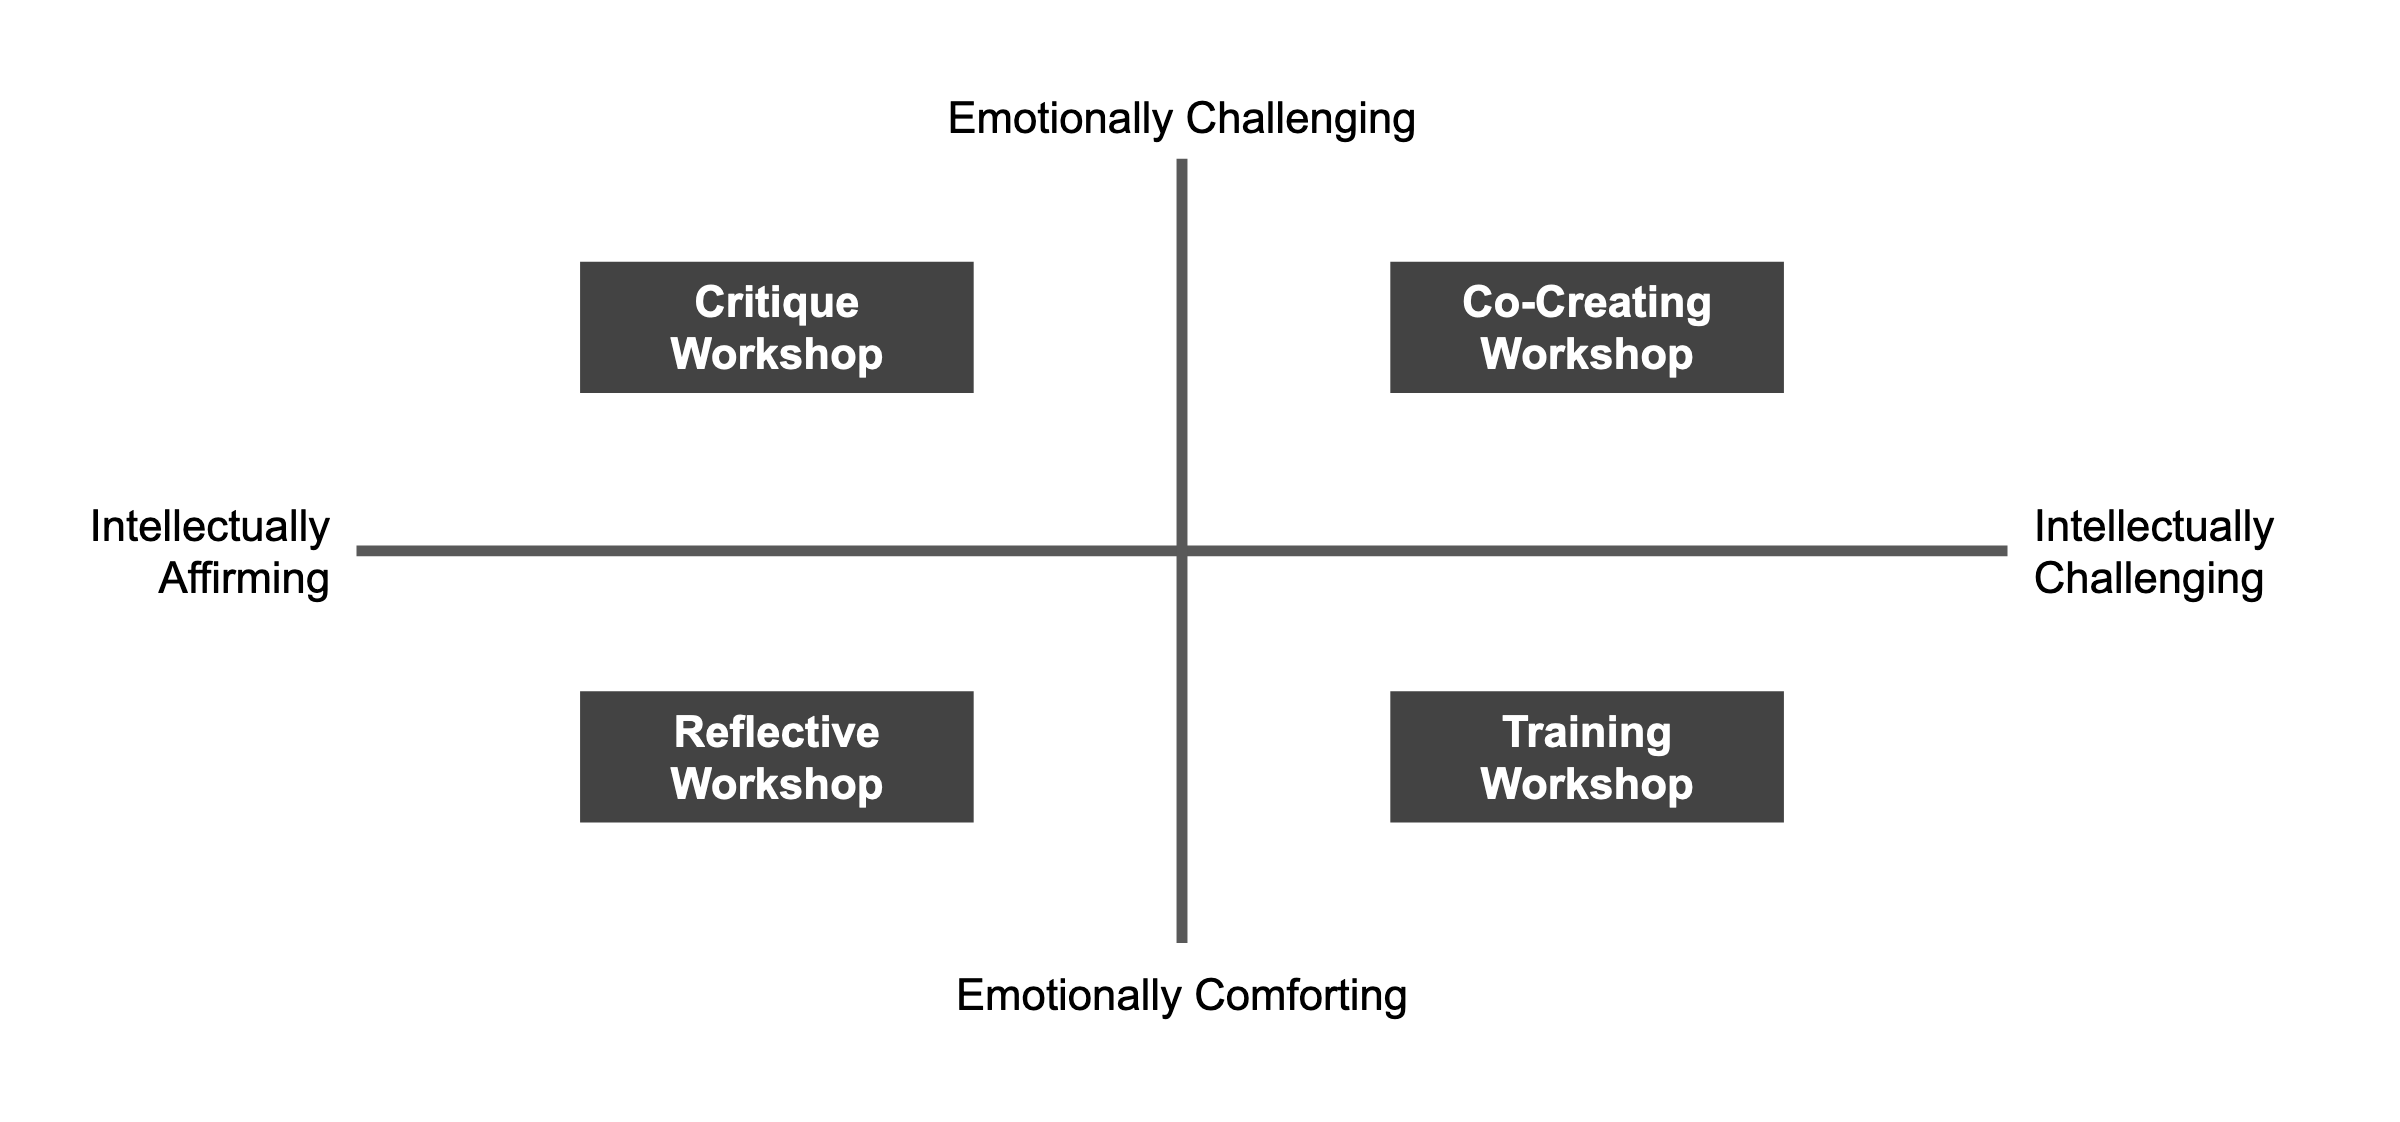 Emotionally Challenging
Critique
Workshop
Co-Creating
Workshop
Intellectually
Affirming
Intellectually
Challenging
Reflective
Workshop
Training
Workshop
Emotionally Comforting